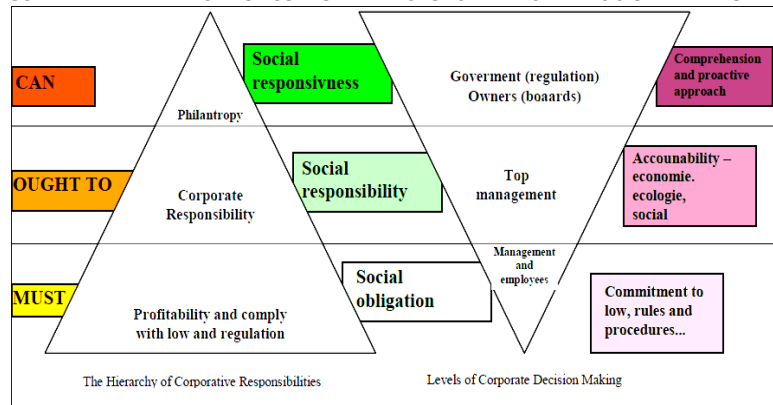 CAN
Philantropy
Social
responsivness
Goverment (regulation)
Owners (boaards)
Comprehension
and proactive
approach
OUGHT TO
Corporate
Responsibility
Social
responsibility
Top
management
Accounability –
economie.
ecologie,
social
MUST
Profitability and comply
with low and regulation
Social
obligation
Management
and
employees
Commitment to
low, rules and
procedures...
The Hierarchy of Corporative Responsibilities
Levels of Corporate Decision Making